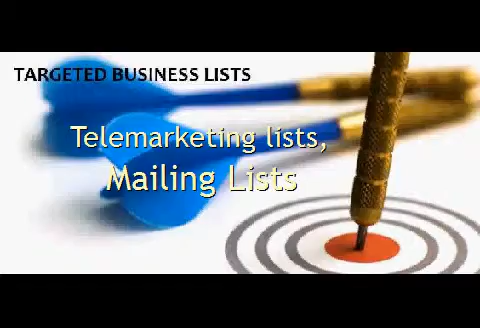 TARGETED BUSINESS LISTS
Telemarketing lists,
Mailing Lists